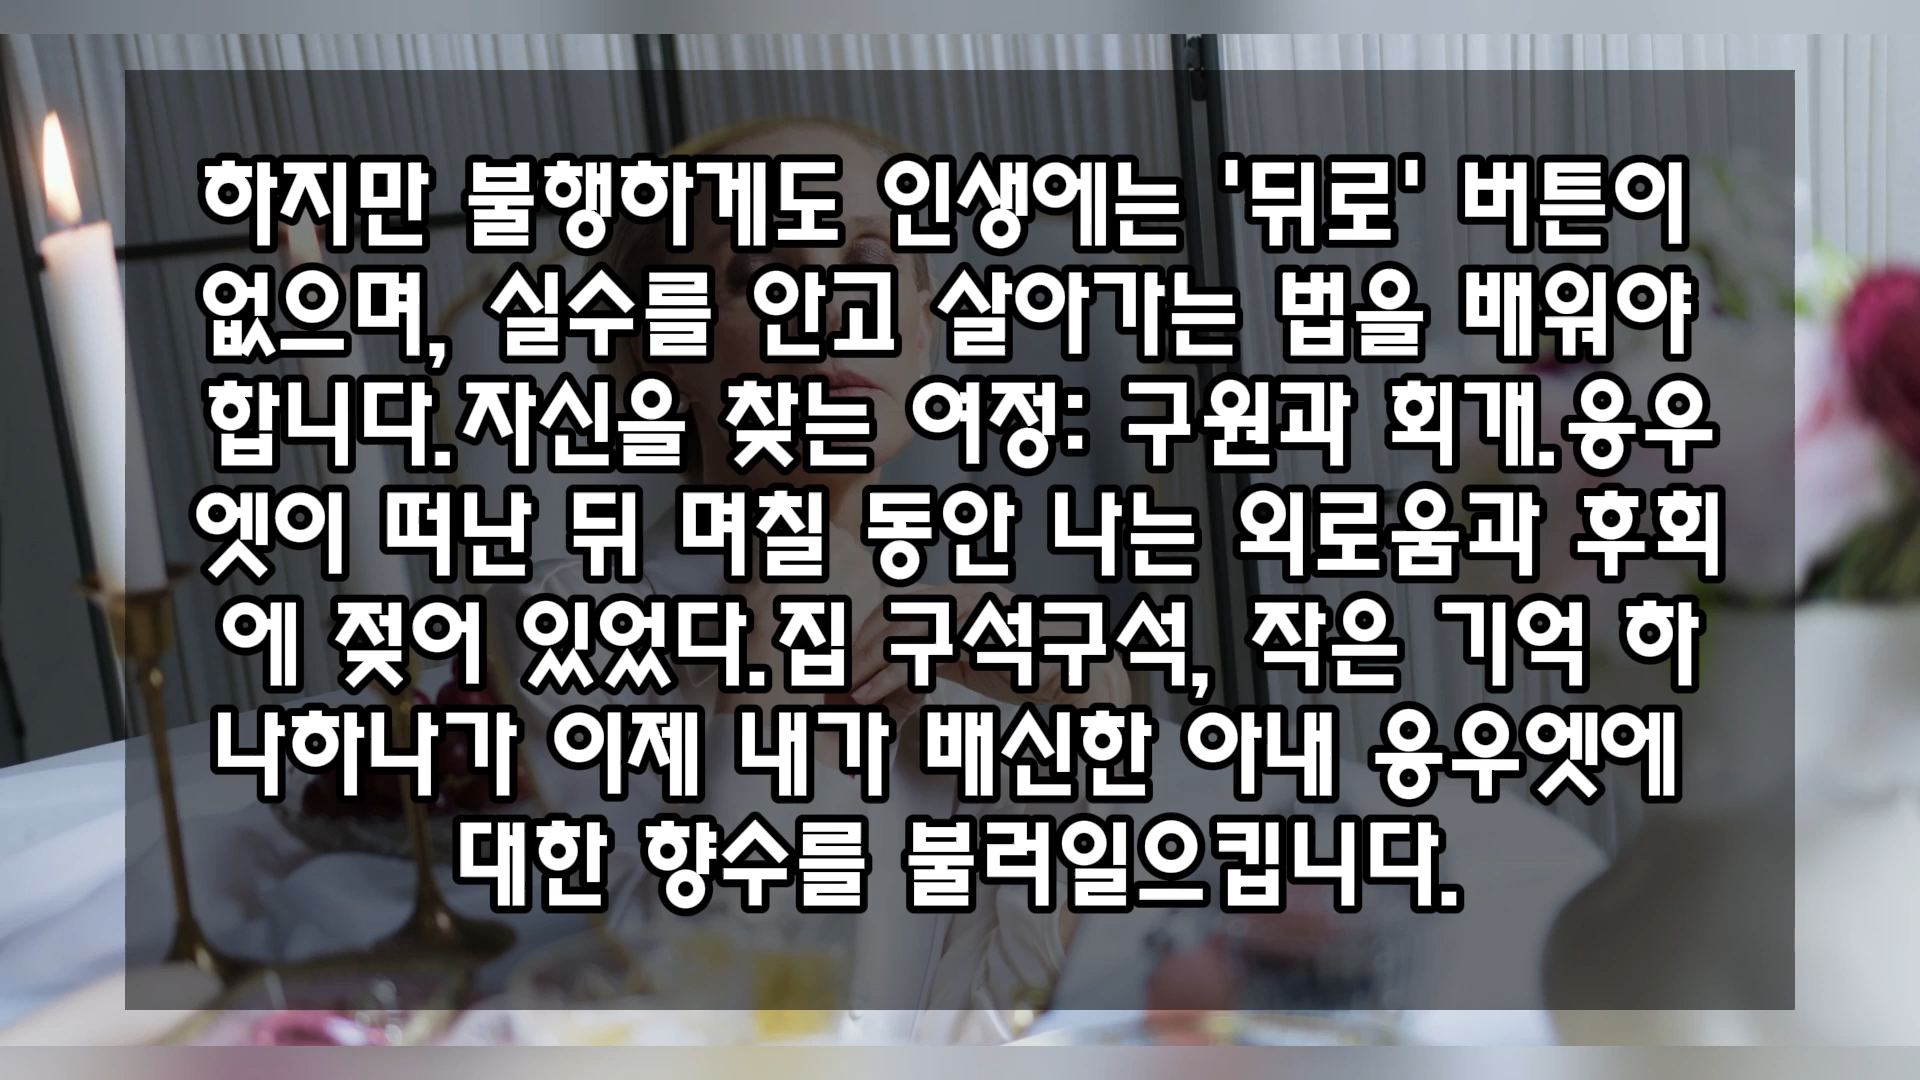 하지만 불행하게도 인생에는 '뒤로' 버튼이
없으며, 실수를 안고 살아가는 법을 배워야
합니다.자신을 찾는 여정: 구원과 회개.응우
엣이 떠난 뒤 며칠 동안 나는 외로움과 후회
에 젖어 있었다.집 구석구석, 작은 기억 하
나하나가 이제 내가 배신한 아내 응우엣에
대한 향수를 불러일으킵니다.